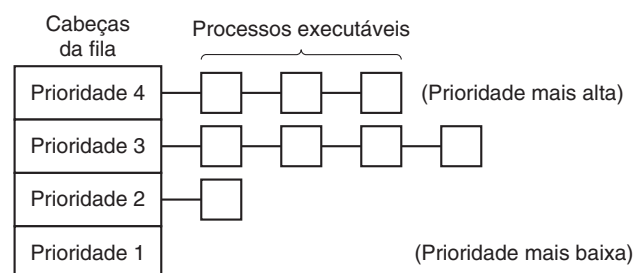 Cabeças
da fila
Processos executáveis
Prioridade 4
(Prioridade mais alta)
Prioridade 3
Prioridade 2
Prioridade 1
(Prioridade mais baixa)